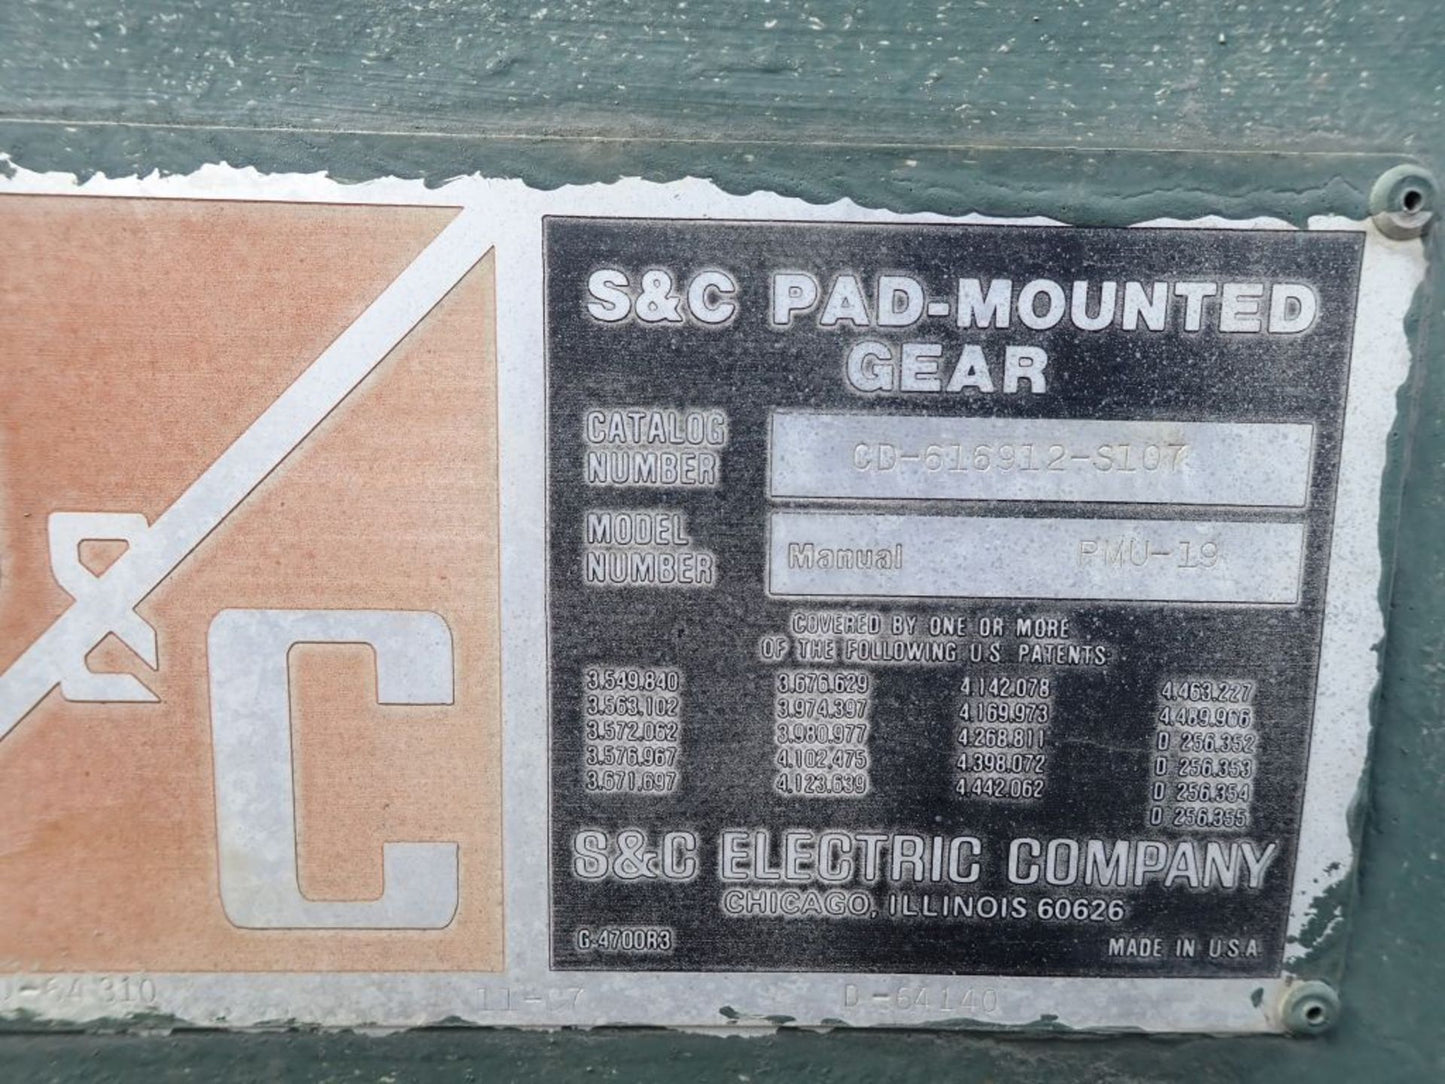 &C
S&C PAD-MOUNTED
GEAR
CATALOG
NUMBER
CD-616912-S107
MODEL
NUMBER
Manual PMU-19
COVERED BY ONE OR MORE
OF THE FOLLOWING U.S. PATENTS:
3,549,840 3,676,629 4,142,078 4,463,227
3,563,102 3,974,397 4,169,973 4,489,966
3,572,062 3,980,977 4,268,811 D 256,352
3,576,967 4,102,475 4,398,072 D 256,353
3,671,697 4,123,639 4,442,062 D 256,354
D 256,355
S&C ELECTRIC COMPANY
CHICAGO, ILLINOIS 60626
G-4700R3 MADE IN U.S.A.
D-64140